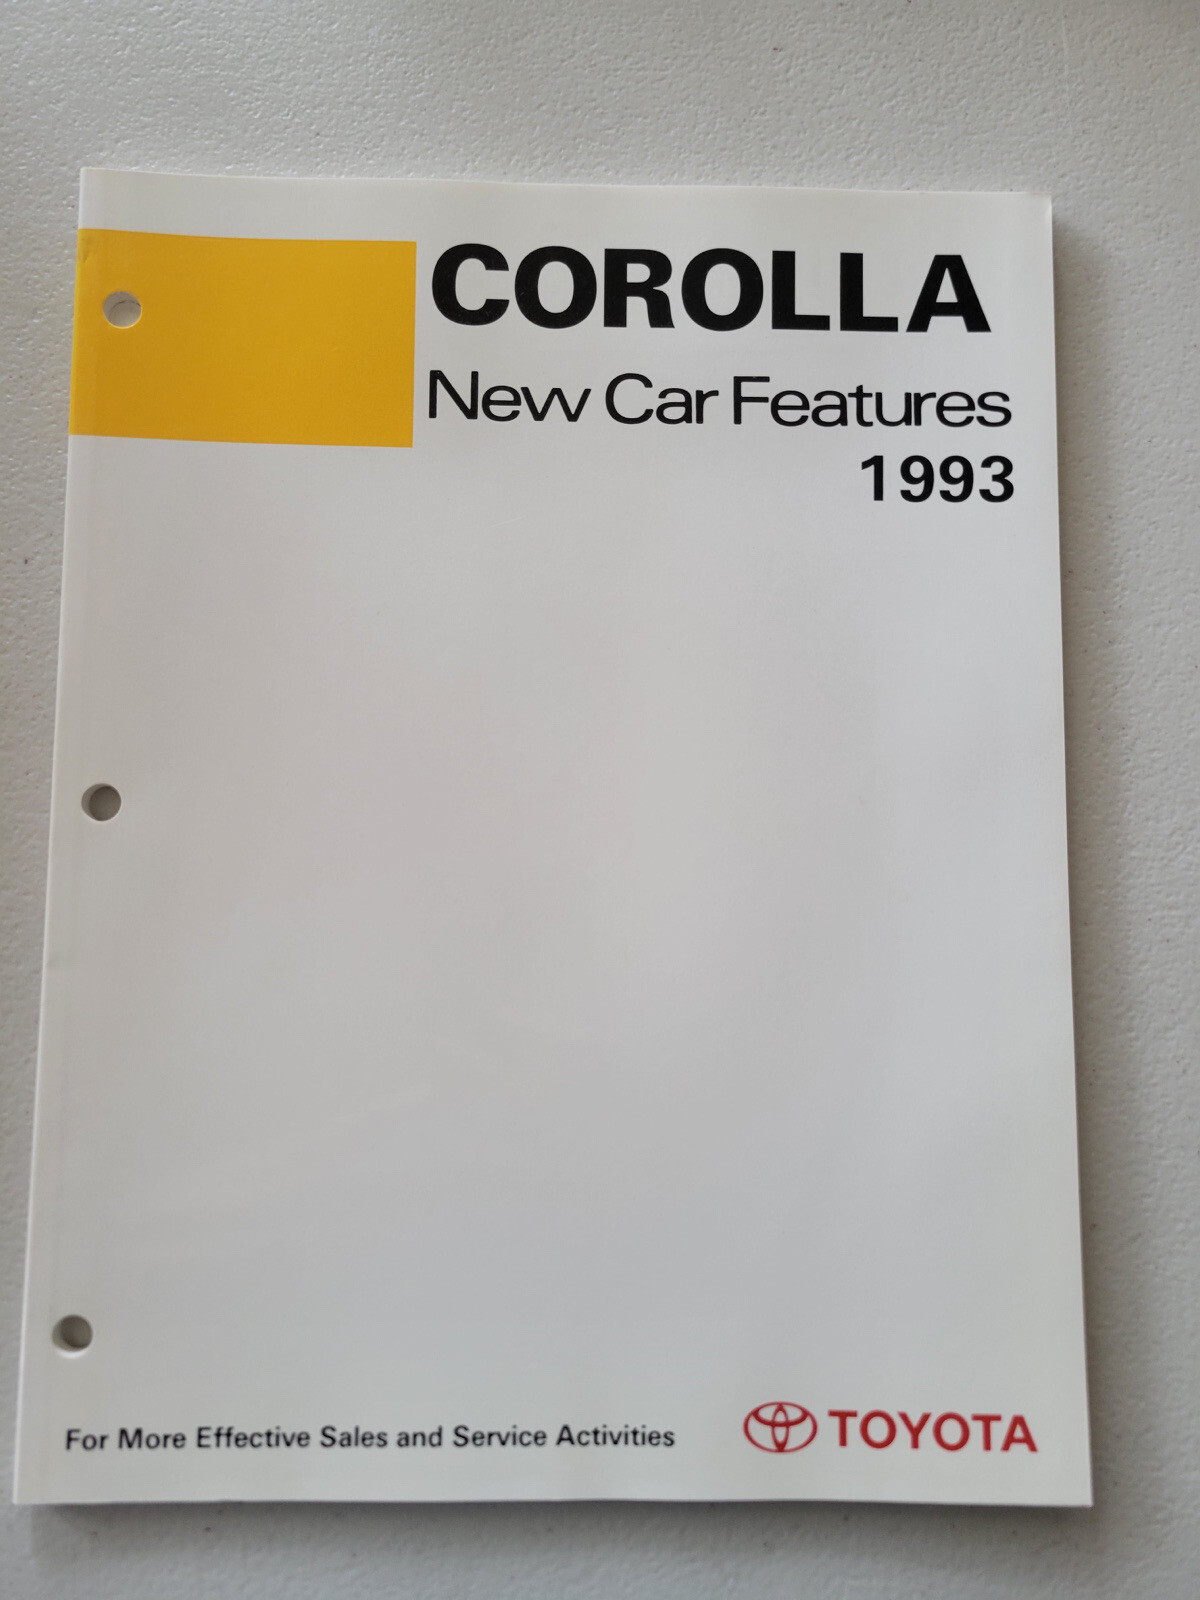 COROLLA
New Car Features
1993
For More Effective Sales and Service Activities
TOYOTA